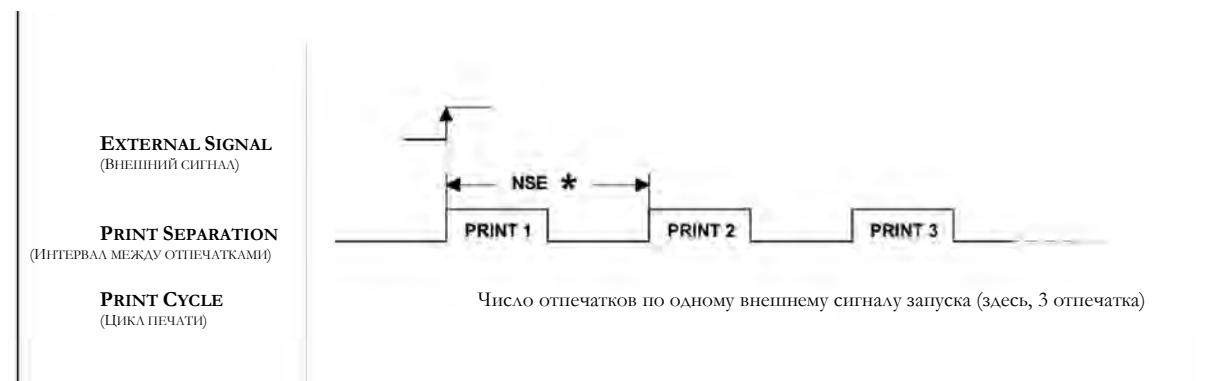 EXTERNAL SIGNAL
(ВНЕШНИЙ СИГНАЛ)
NSE *
PRINT SEPARATION
(ИНТЕРВАЛ МЕЖДУ ОТПЕЧАТКАМИ)
PRINT 1
PRINT 2
PRINT 3
PRINT CYCLE
(ЦИКЛ ПЕЧАТИ)
Число отпечатков по одному внешнему сигналу запуска (здесь, 3 отпечатка)